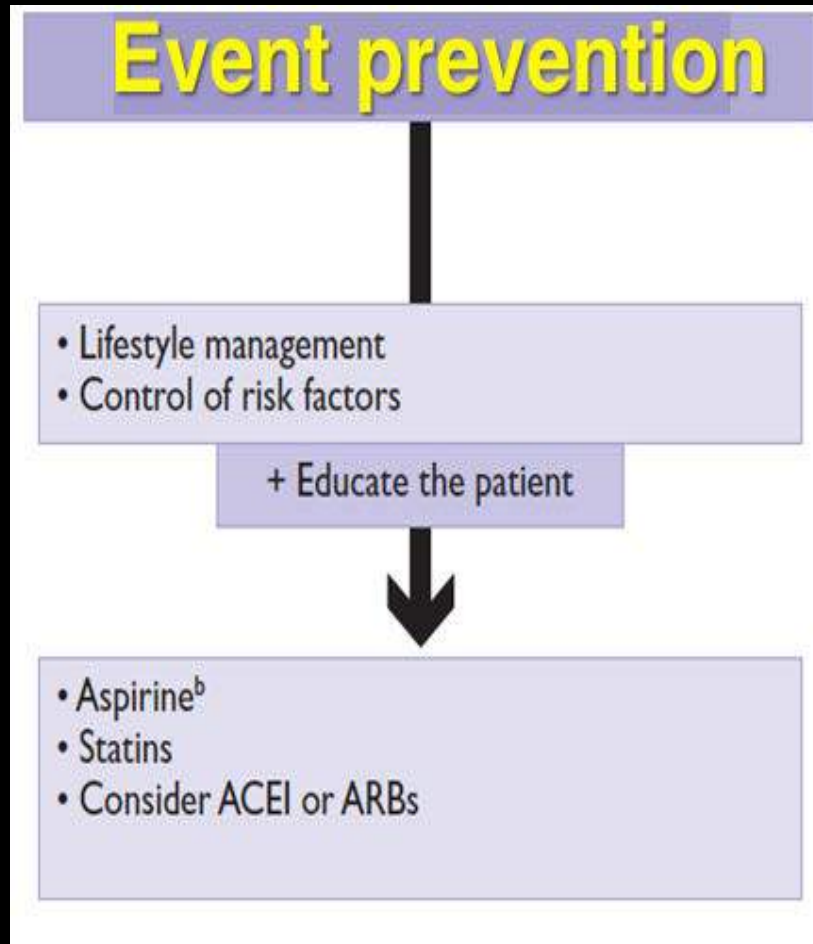 Event prevention
• Lifestyle management
• Control of risk factors
+ Educate the patient
• Aspirineᵇ
• Statins
• Consider ACEI or ARBs